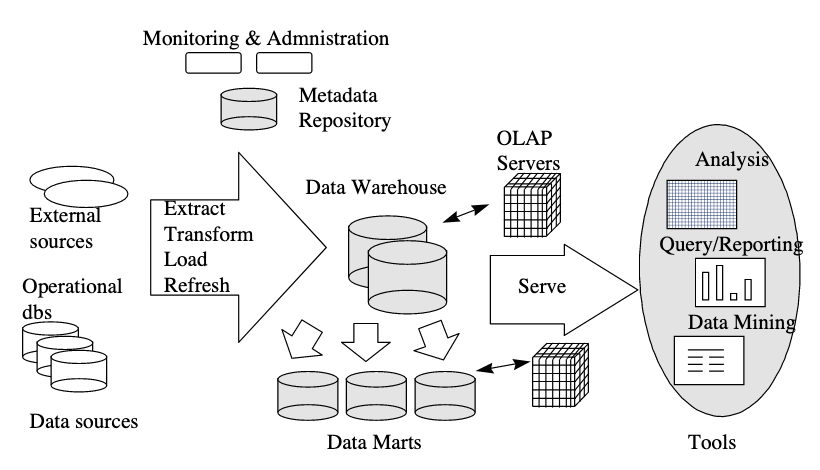 Monitoring & Admnistration
Metadata
Repository
OLAP
Servers
Analysis
Data Warehouse
External
sources
Extract
Transform
Load
Refresh
Query/Reporting
Operational
dbs
Serve
Data Mining
Data sources
Data Marts
Tools